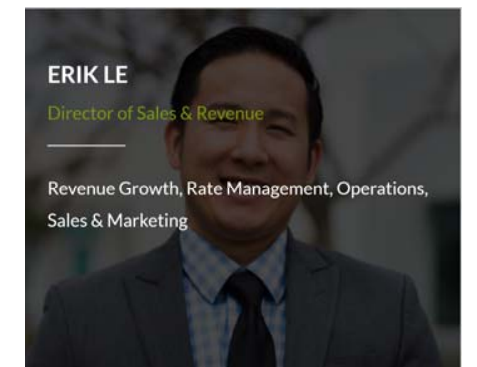 ERIK LE
Director of Sales & Revenue
Revenue Growth, Rate Management, Operations,
Sales & Marketing